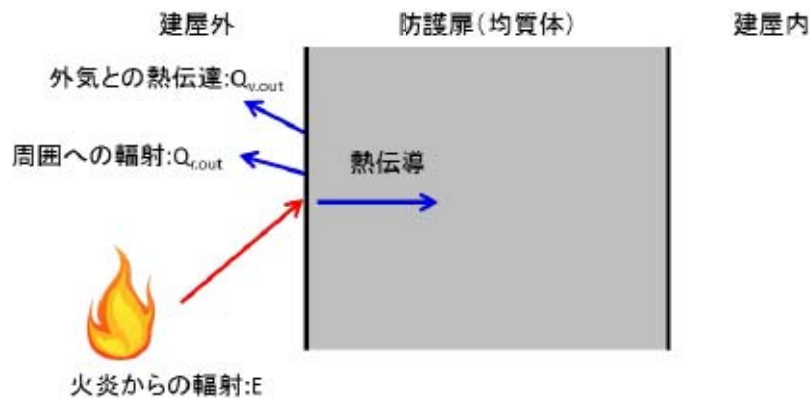 建屋外
防護扉(均質体)
建屋内
外気との熱伝達:Qv.out
周囲への輻射:Qr.out
熱伝導
火炎からの輻射:E